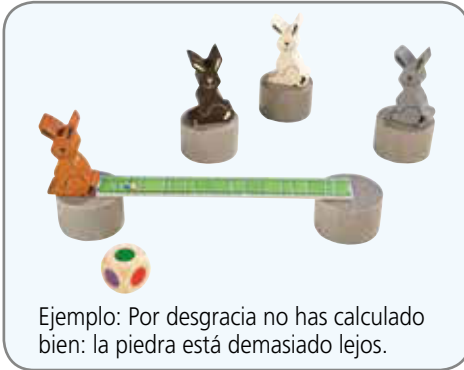 Ejemplo: Por desgracia no has calculado
bien: la piedra está demasiado lejos.